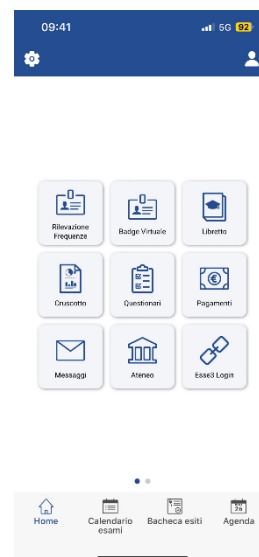 09:41 5G 92
Rilevazione
Frequenze
Badge Virtuale
Libretto
Cruscotto
Questionari
Pagamenti
Messaggi
Ateneo
Esse3 Login
Home
Calendario
esami
Bacheca esiti
Agenda